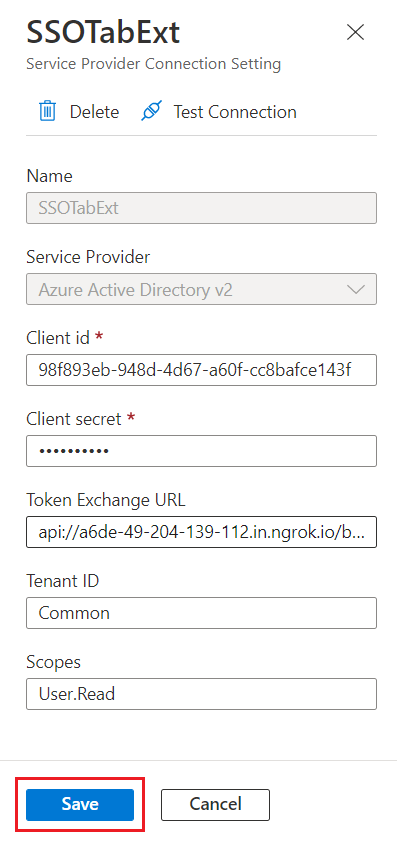 SSOTabExt
Service Provider Connection Setting
Delete Test Connection
Name
SSOTabExt
Service Provider
Azure Active Directory v2
Client id *
98f893eb-948d-4d67-a60f-cc8bafce143f
Client secret *
••••••••••
Token Exchange URL
api://a6de-49-204-139-112.in.ngrok.io/b...
Tenant ID
Common
Scopes
User.Read
Save Cancel